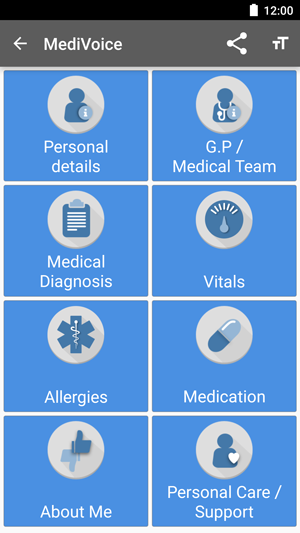 12:00
MediVoice
Personal
details
G.P /
Medical Team
Medical
Diagnosis
Vitals
Allergies
Medication
About Me
Personal Care /
Support